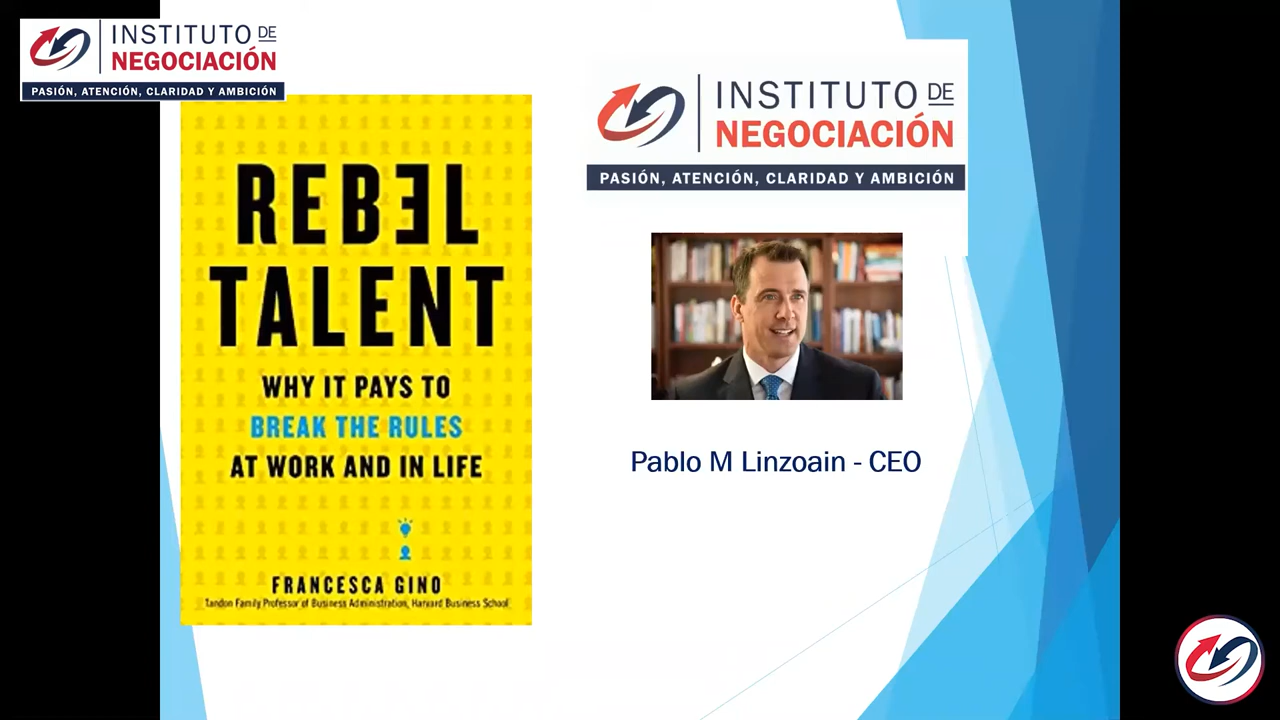 INSTITUTO DE
NEGOCIACIÓN
PASIÓN, ATENCIÓN, CLARIDAD Y AMBICIÓN
REBƎL
TALENT
WHY IT PAYS TO
BREAK THE RULES
AT WORK AND IN LIFE
FRANCESCA GINO
Tandon Family Professor of Business Administration, Harvard Business School
INSTITUTO DE
NEGOCIACIÓN
PASIÓN, ATENCIÓN, CLARIDAD Y AMBICIÓN
Pablo M Linzoain - CEO